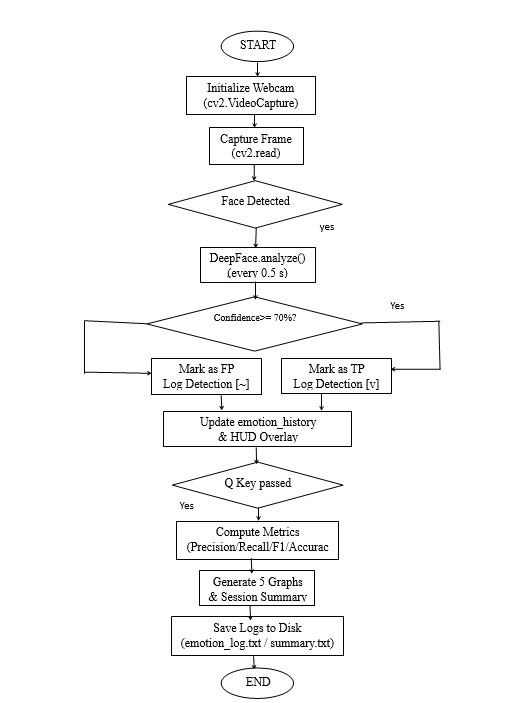 START
Initialize Webcam
(cv2.VideoCapture)
Capture Frame
(cv2.read)
Face Detected
yes
DeepFace.analyze()
(every 0.5 s)
Yes
Confidence>= 70%?
Mark as FP
Log Detection [~]
Mark as TP
Log Detection [v]
Update emotion_history
& HUD Overlay
Q Key passed
Yes
Compute Metrics
(Precision/Recall/F1/Accurac
Generate 5 Graphs
& Session Summary
Save Logs to Disk
(emotion_log.txt / summary.txt)
END